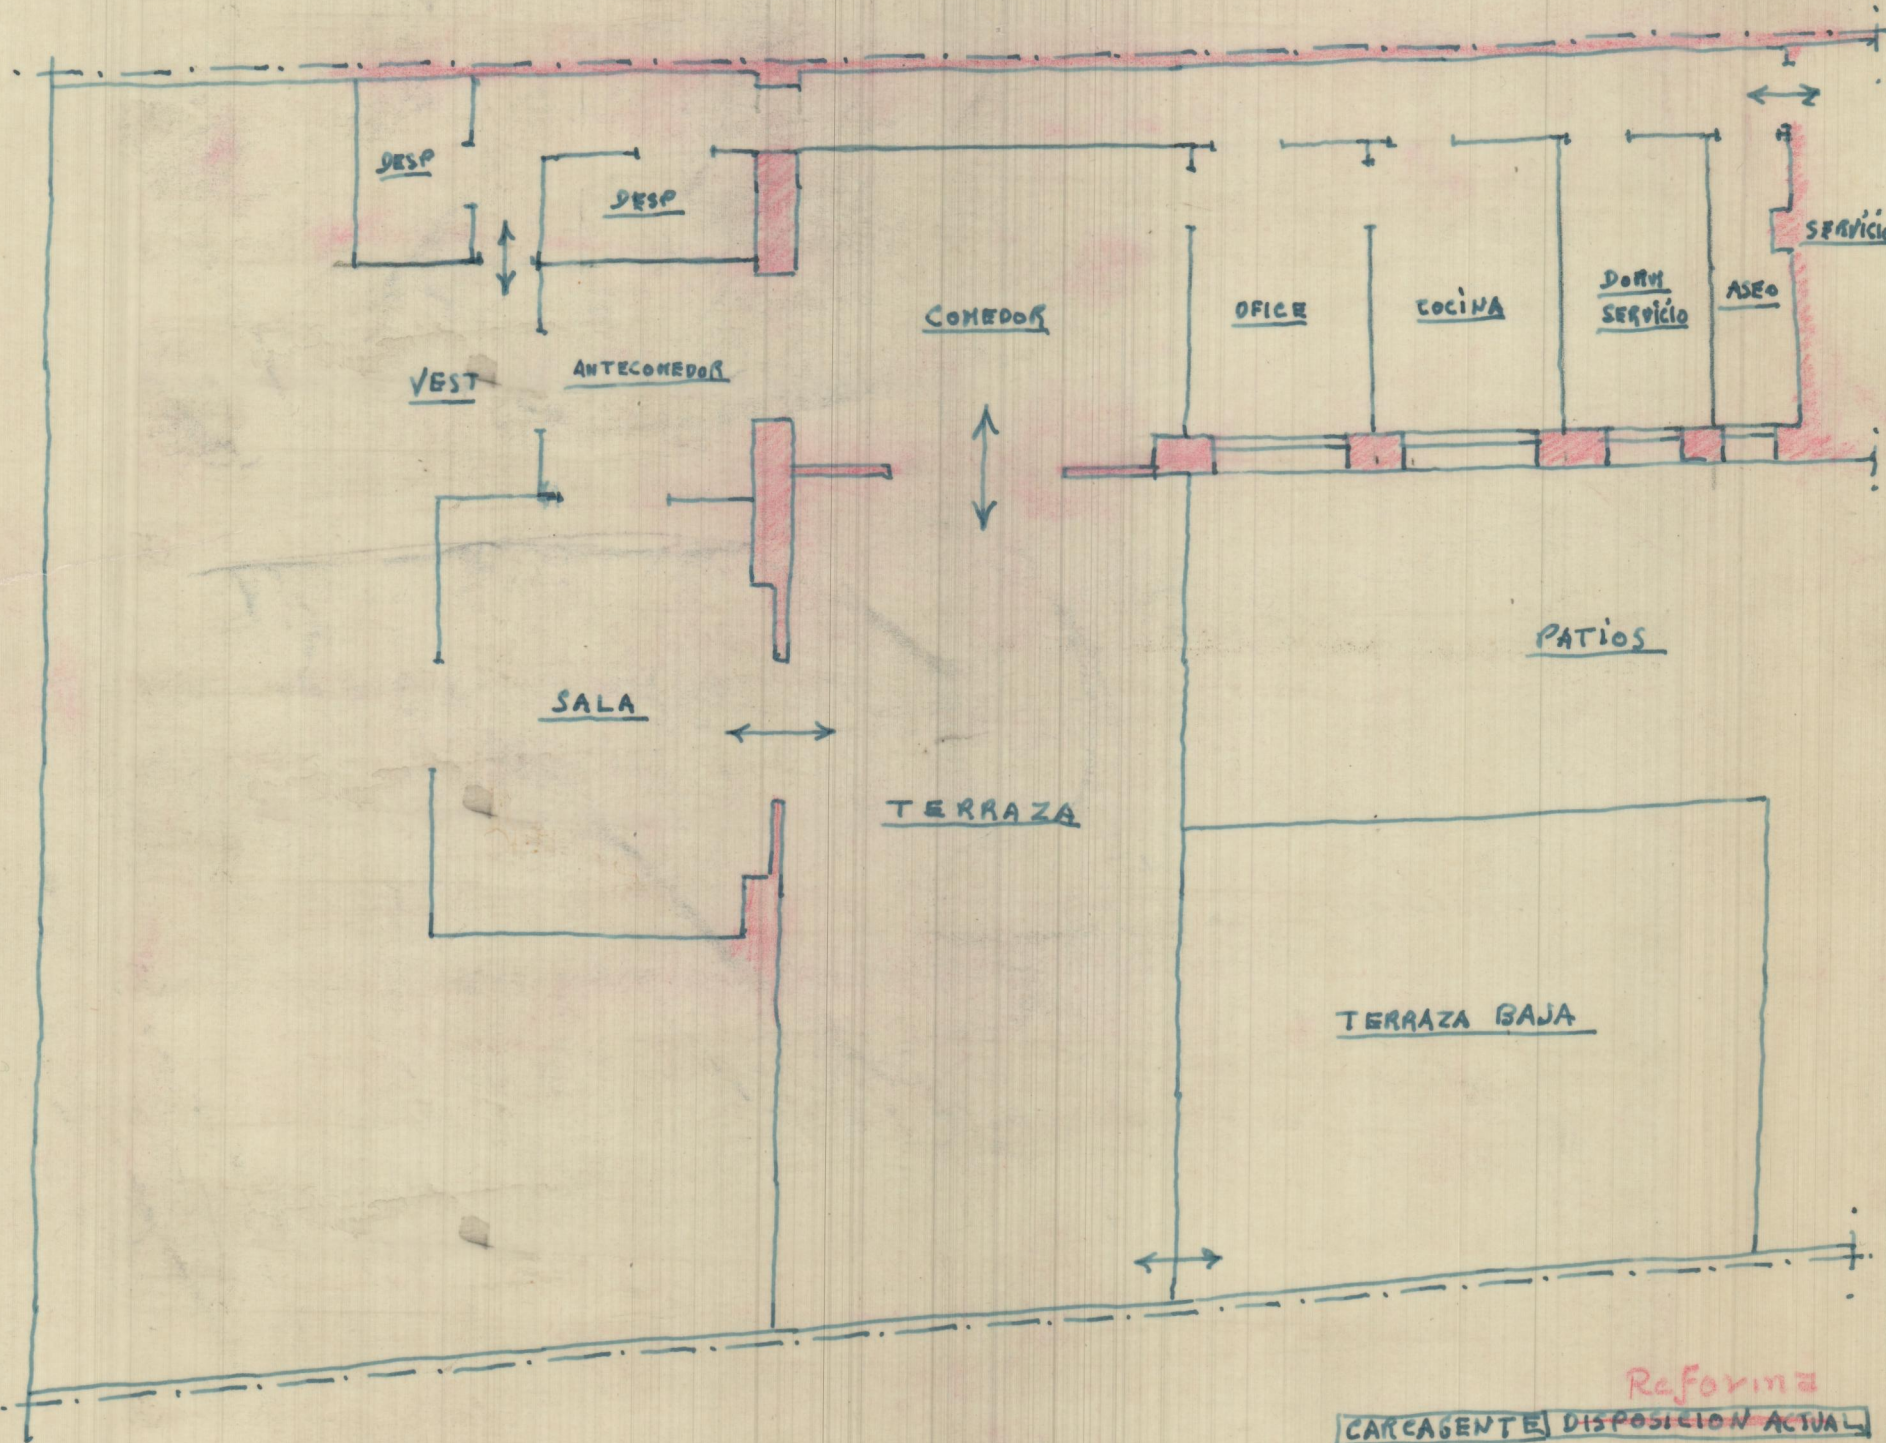 DESP
DESP
COMEDOR
OFICE
COCINA
DORM
SERVICIO
ASEO
SERVICIO
VEST
ANTECOMEDOR
PATIOS
SALA
TERRAZA
TERRAZA BAJA
Reforma
CARCAGENTE DISPOSICION ACTUAL